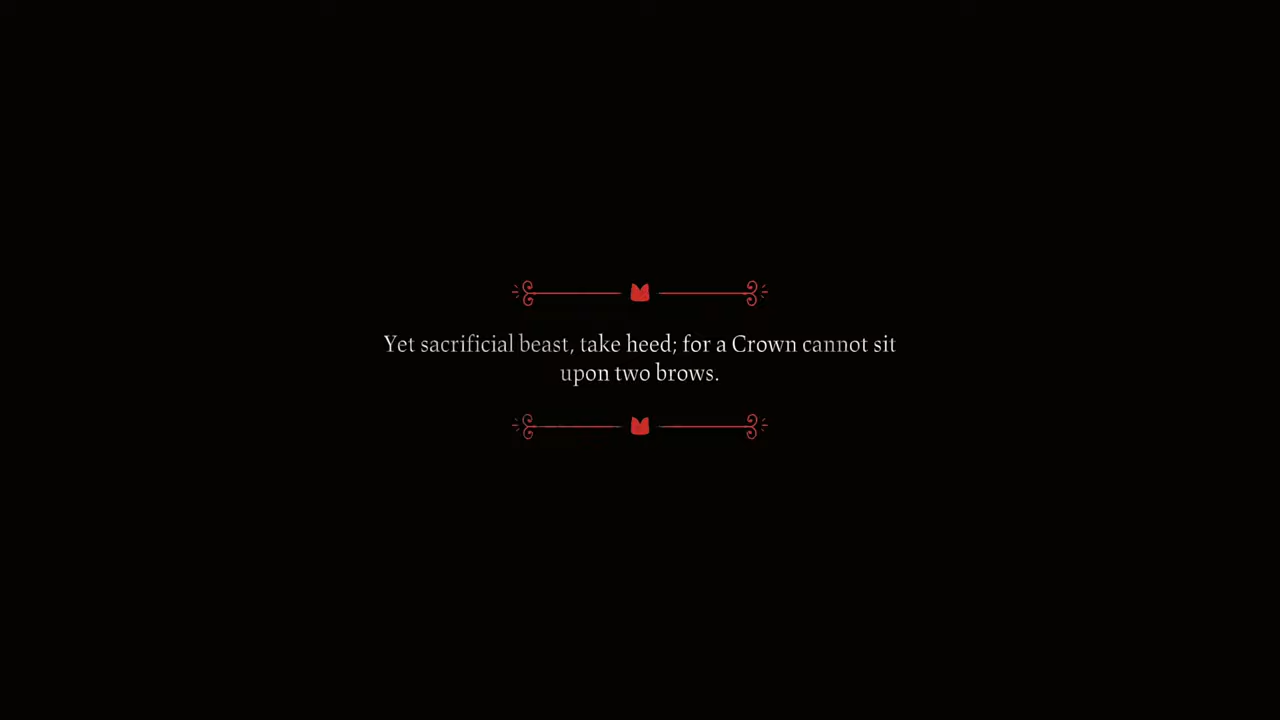 Yet sacrificial beast, take heed; for a Crown cannot sit
upon two brows.